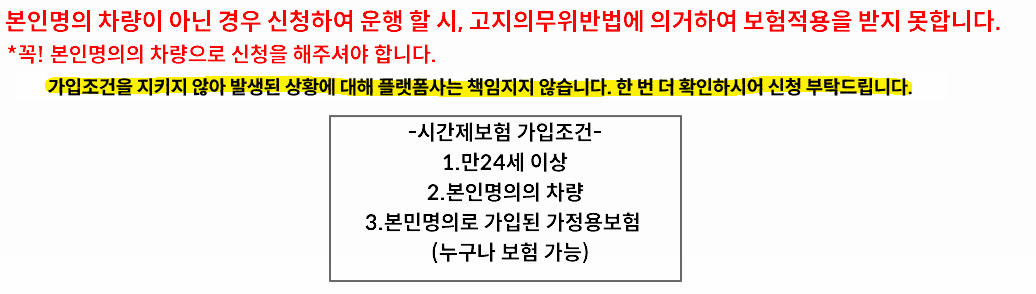 본인명의 차량이 아닌 경우 신청하여 운행 할 시, 고지의무위반법에 의거하여 보험적용을 받지 못합니다.
*꼭! 본인명의의 차량으로 신청을 해주셔야 합니다.
가입조건을 지키지 않아 발생된 상황에 대해 플랫폼사는 책임지지 않습니다. 한 번 더 확인하시어 신청 부탁드립니다.
-시간제보험 가입조건-
1.만24세 이상
2.본인명의의 차량
3.본민명의로 가입된 가정용보험
(누구나 보험 가능)